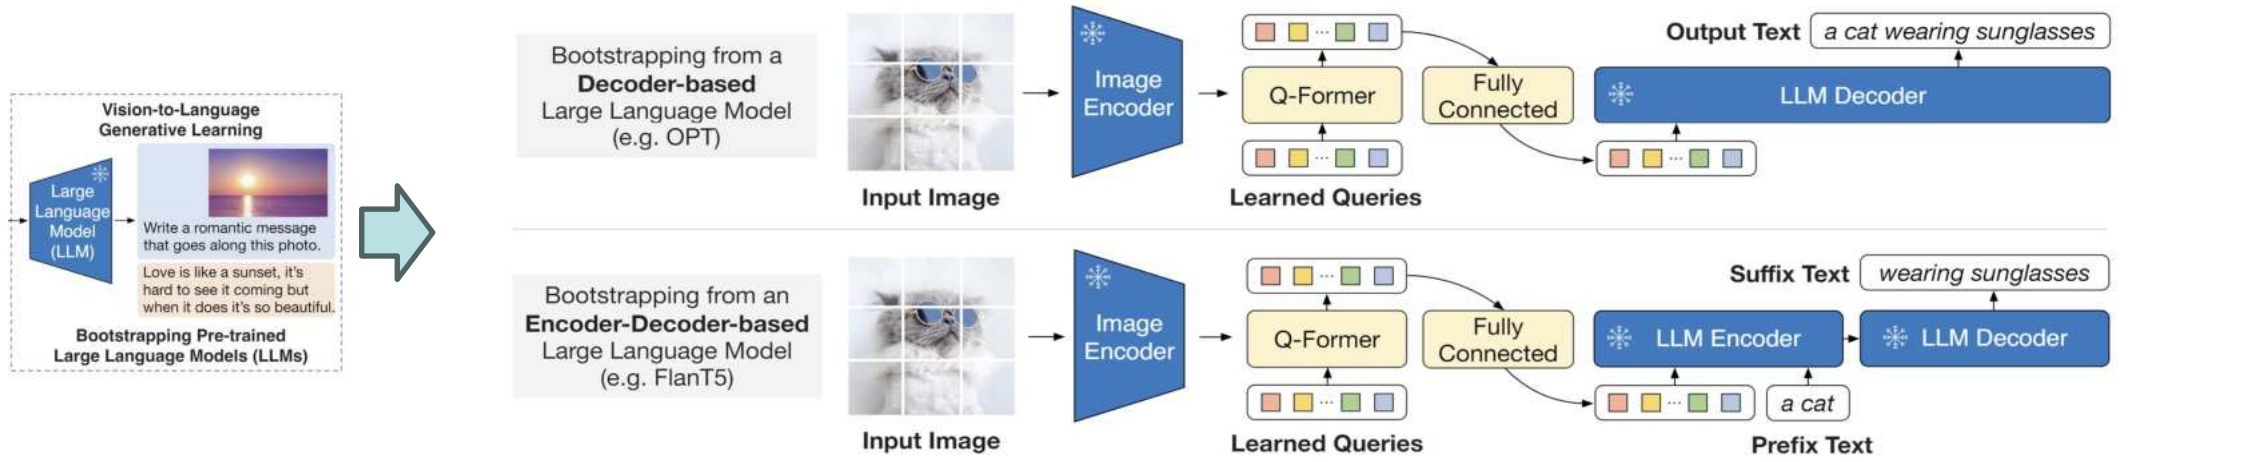 Vision-to-Language
Generative Learning
Large
Language
Model
(LLM)
Write a romantic message
that goes along this photo.
Love is like a sunset, it's
hard to see it coming but
when it does it's so beautiful.
Bootstrapping Pre-trained
Large Language Models (LLMs)
Bootstrapping from a
Decoder-based
Large Language Model
(e.g. OPT)
Input Image
Image
Encoder
...
Q-Former
...
Learned Queries
Fully
Connected
Output Text
a cat wearing sunglasses
LLM Decoder
...
Bootstrapping from an
Encoder-Decoder-based
Large Language Model
(e.g. FlanT5)
Input Image
Image
Encoder
...
Q-Former
...
Learned Queries
Fully
Connected
Suffix Text
wearing sunglasses
LLM Encoder
LLM Decoder
...
a cat
Prefix Text